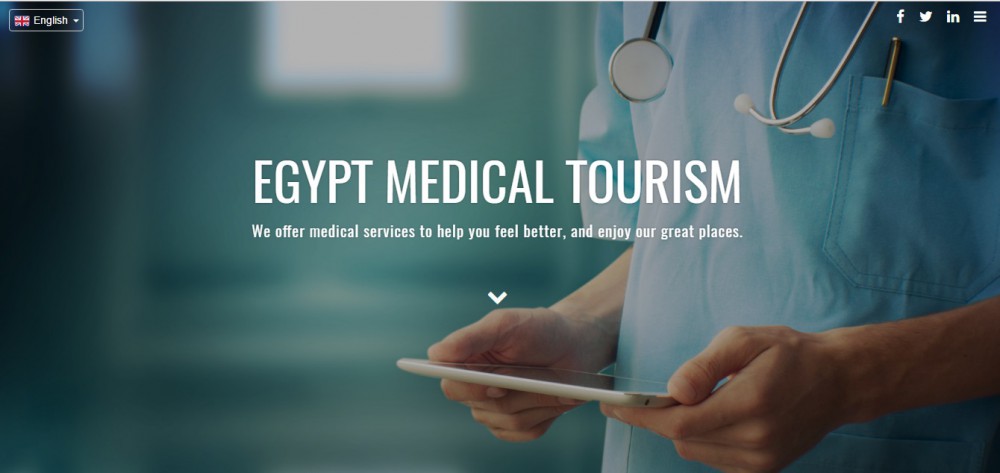 English
EGYPT MEDICAL TOURISM
We offer medical services to help you feel better, and enjoy our great places.